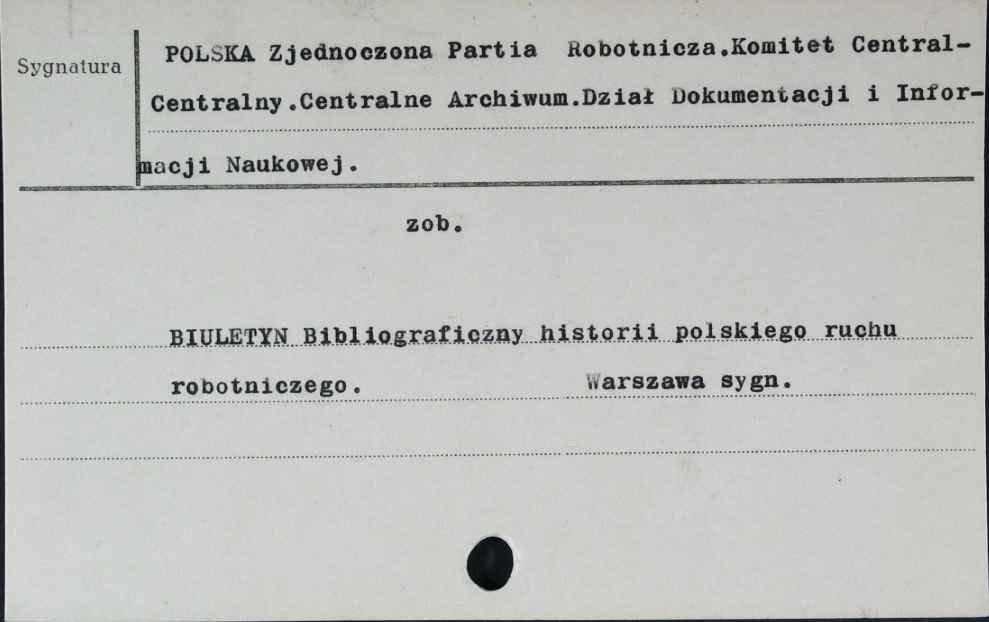 Sygnatura
POLSKA Zjednoczona Partia Robotnicza.Komitet Central-
Centralny.Centralne Archiwum.Dział Dokumentacji i Infor-
macji Naukowej.
zob.
BIULETYN Bibliograficzny historii polskiego ruchu
robotniczego. Warszawa sygn.